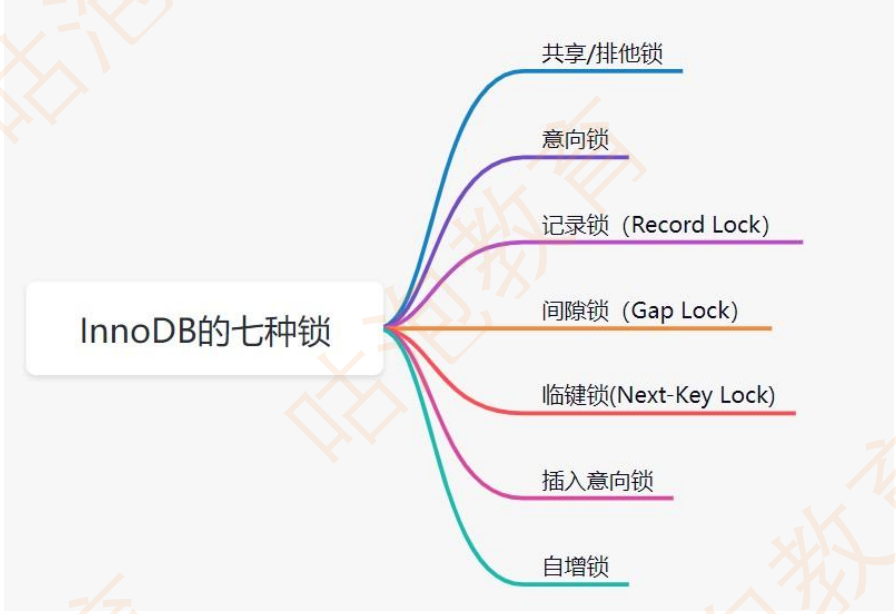 共享/排他锁
意向锁
记录锁（Record Lock）
InnoDB的七种锁
间隙锁（Gap Lock）
临键锁(Next-Key Lock)
插入意向锁
自增锁
咕泡教育